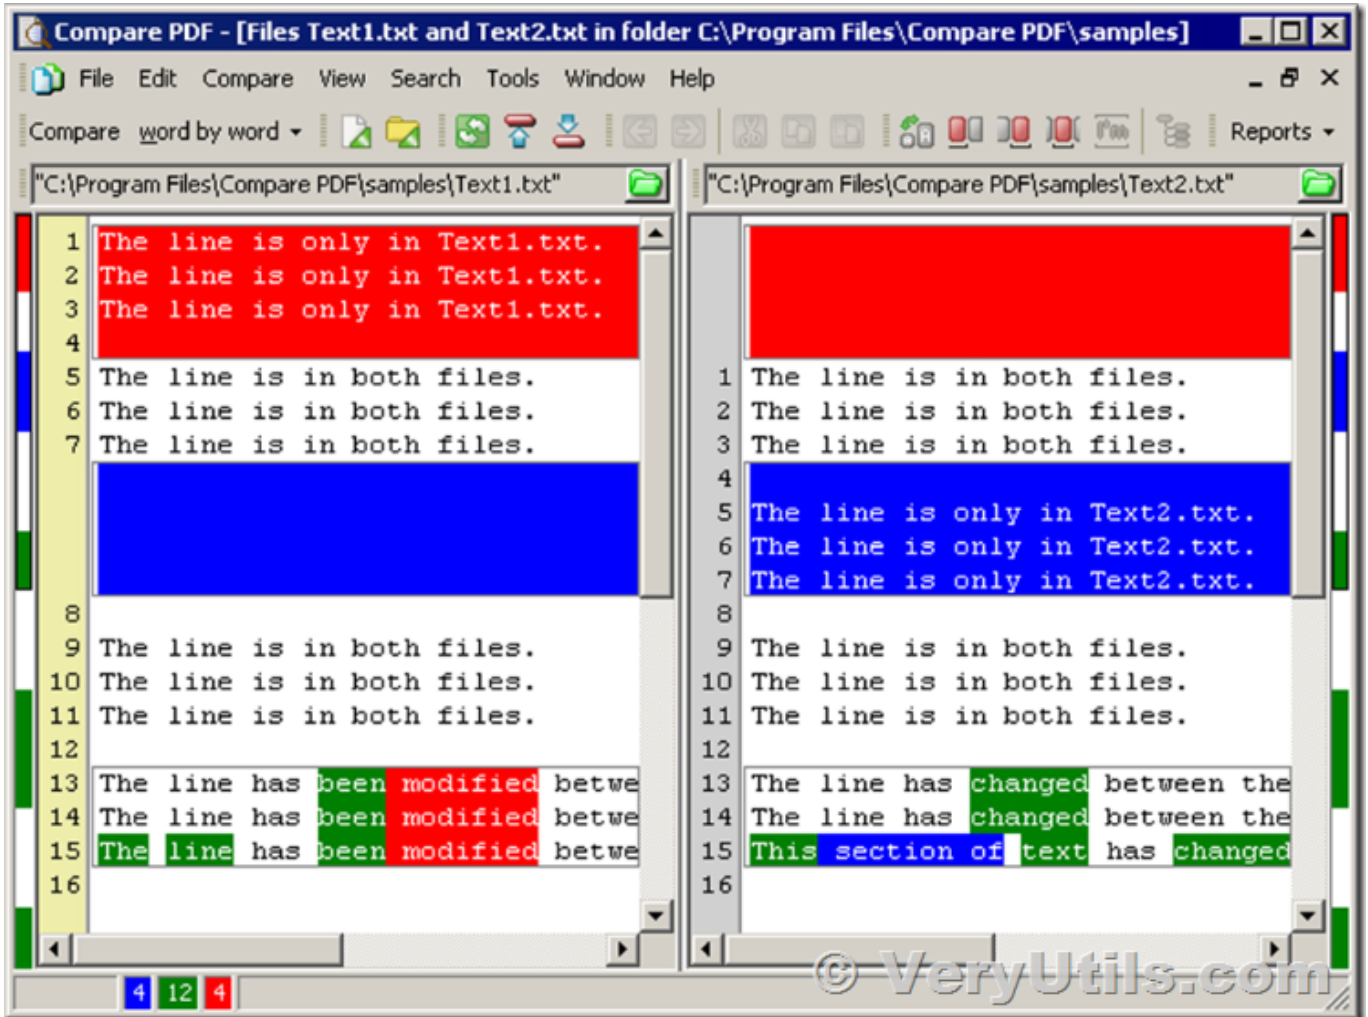 Compare PDF - [Files Text1.txt and Text2.txt in folder C:\Program Files\Compare PDF\samples]
File Edit Compare View Search Tools Window Help
Compare word by word Reports
"C:\Program Files\Compare PDF\samples\Text1.txt"
1 The line is only in Text1.txt.
2 The line is only in Text1.txt.
3 The line is only in Text1.txt.
4
5 The line is in both files.
6 The line is in both files.
7 The line is in both files.
8
9 The line is in both files.
10 The line is in both files.
11 The line is in both files.
12
13 The line has been modified betwe
14 The line has been modified betwe
15 The line has been modified betwe
16
"C:\Program Files\Compare PDF\samples\Text2.txt"
1 The line is in both files.
2 The line is in both files.
3 The line is in both files.
4
5 The line is only in Text2.txt.
6 The line is only in Text2.txt.
7 The line is only in Text2.txt.
8
9 The line is in both files.
10 The line is in both files.
11 The line is in both files.
12
13 The line has changed between the
14 The line has changed between the
15 This section of text has changed
16
4 12 4
© VeryUtils.com